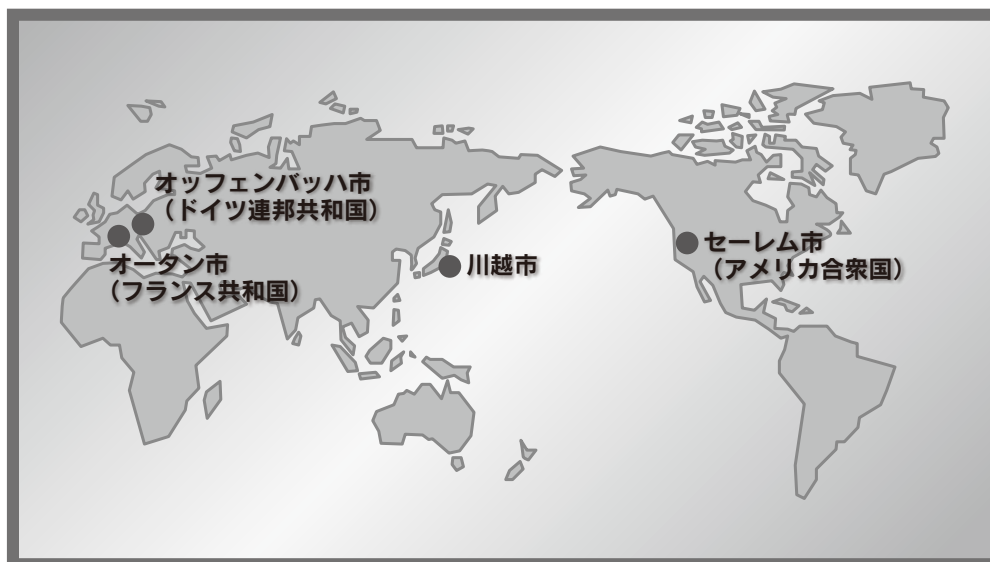 オッフェンバッハ市
（ドイツ連邦共和国）
オータン市
（フランス共和国）
川越市
セーレム市
（アメリカ合衆国）